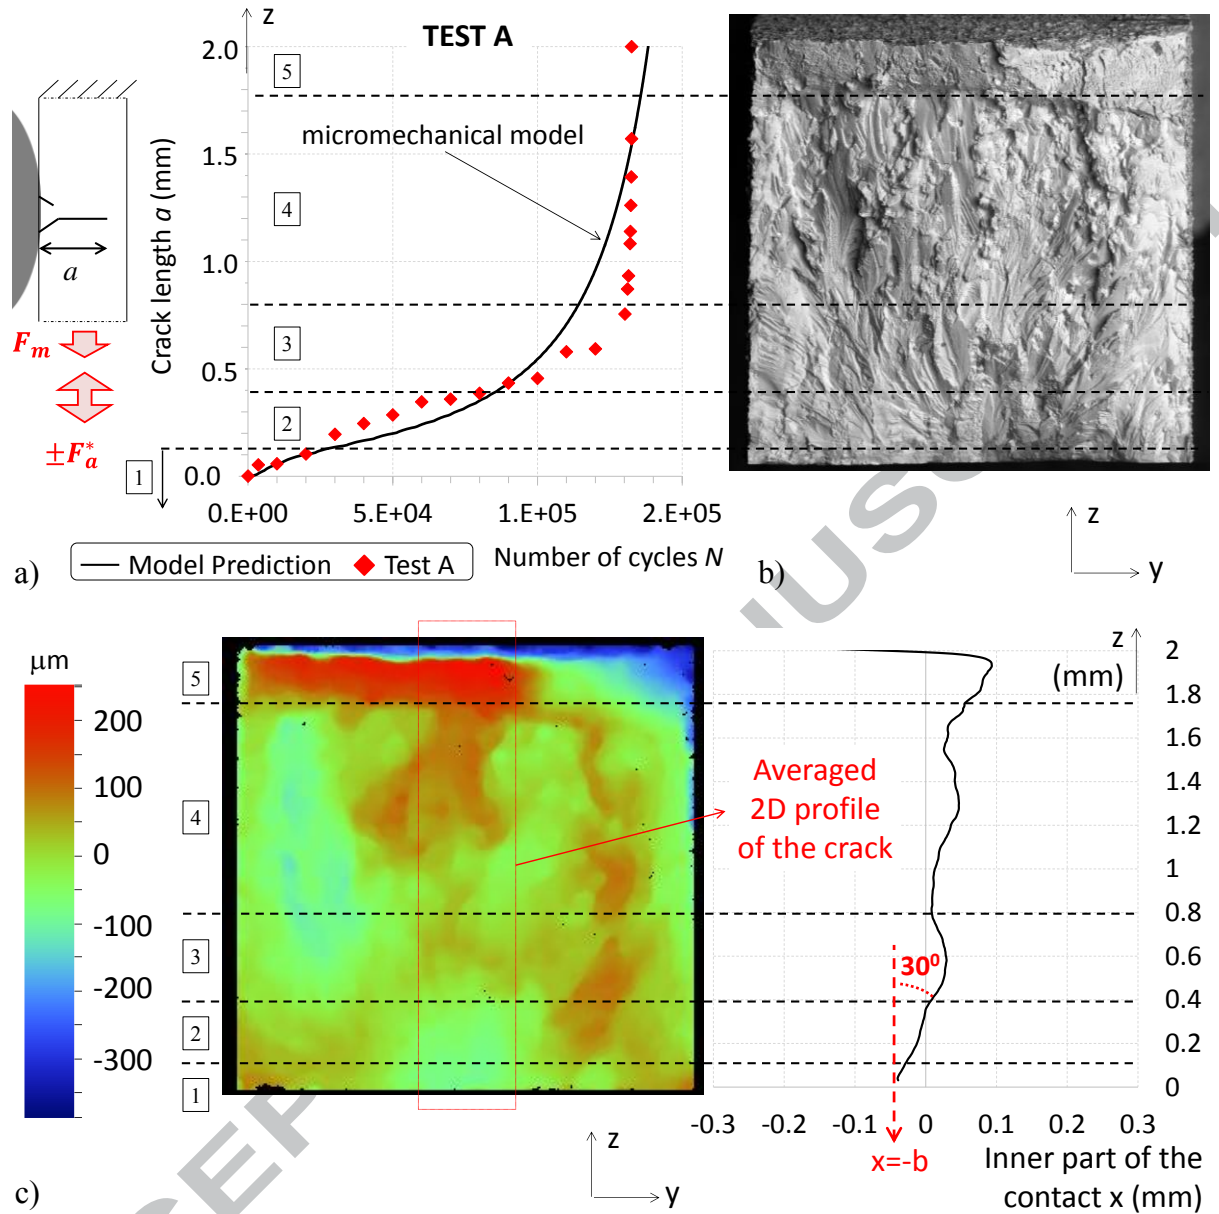 z
TEST A
2.0
1.5
1.0
0.5
0.0
Crack length a (mm)
5
4
3
2
1
micromechanical model
a
F_m
±F_a^*
0.E+00 5.E+04 1.E+05 2.E+05
Number of cycles N
Model Prediction Test A
a)
z
y
b)
μm
200
100
0
-100
-200
-300
5
4
3
2
1
Averaged
2D profile
of the crack
z
(mm)
2
1.8
1.6
1.4
1.2
1
0.8
0.6
0.4
0.2
0
30⁰
-0.3 -0.2 -0.1 0 0.1 0.2 0.3
x=-b
Inner part of the
contact x (mm)
z
y
c)